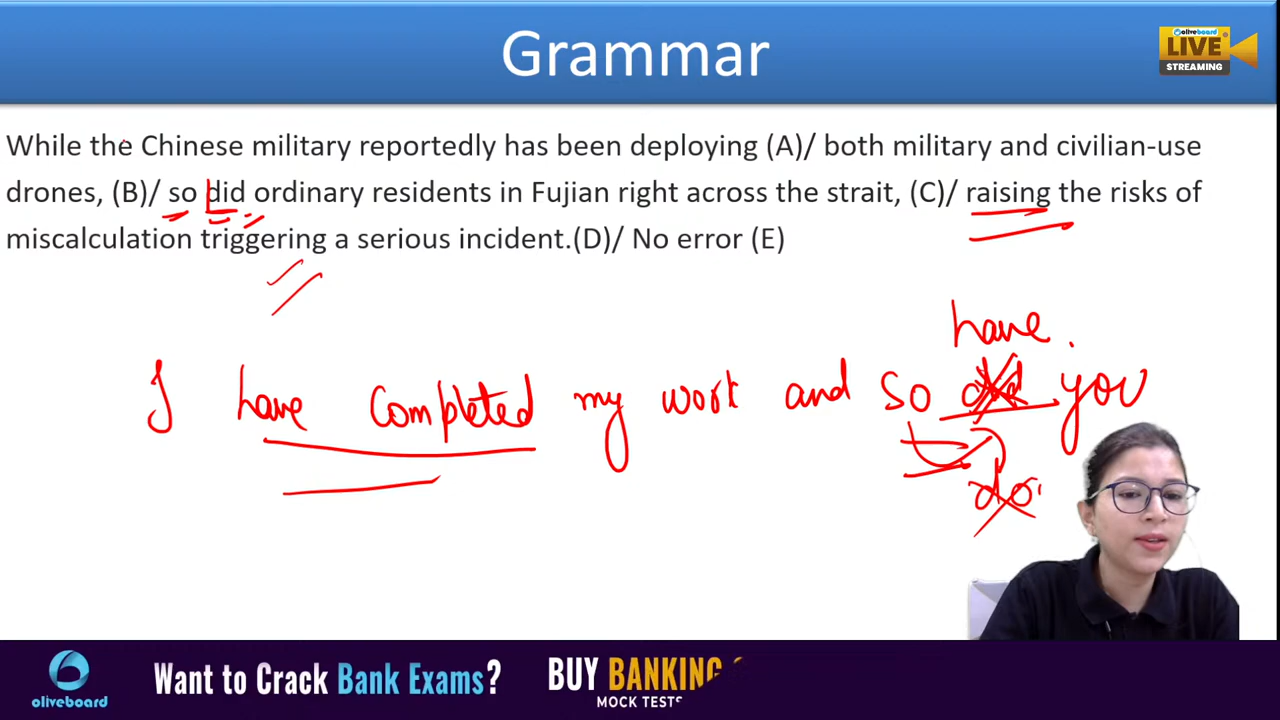 Grammar
oliveboard
LIVE
STREAMING
While the Chinese military reportedly has been deploying (A)/ both military and civilian-use
drones, (B)/ so did ordinary residents in Fujian right across the strait, (C)/ raising the risks of
miscalculation triggering a serious incident.(D)/ No error (E)
have.
I have completed my work and so you
do
oliveboard
Want to Crack Bank Exams?
BUY BANKING
MOCK TESTS